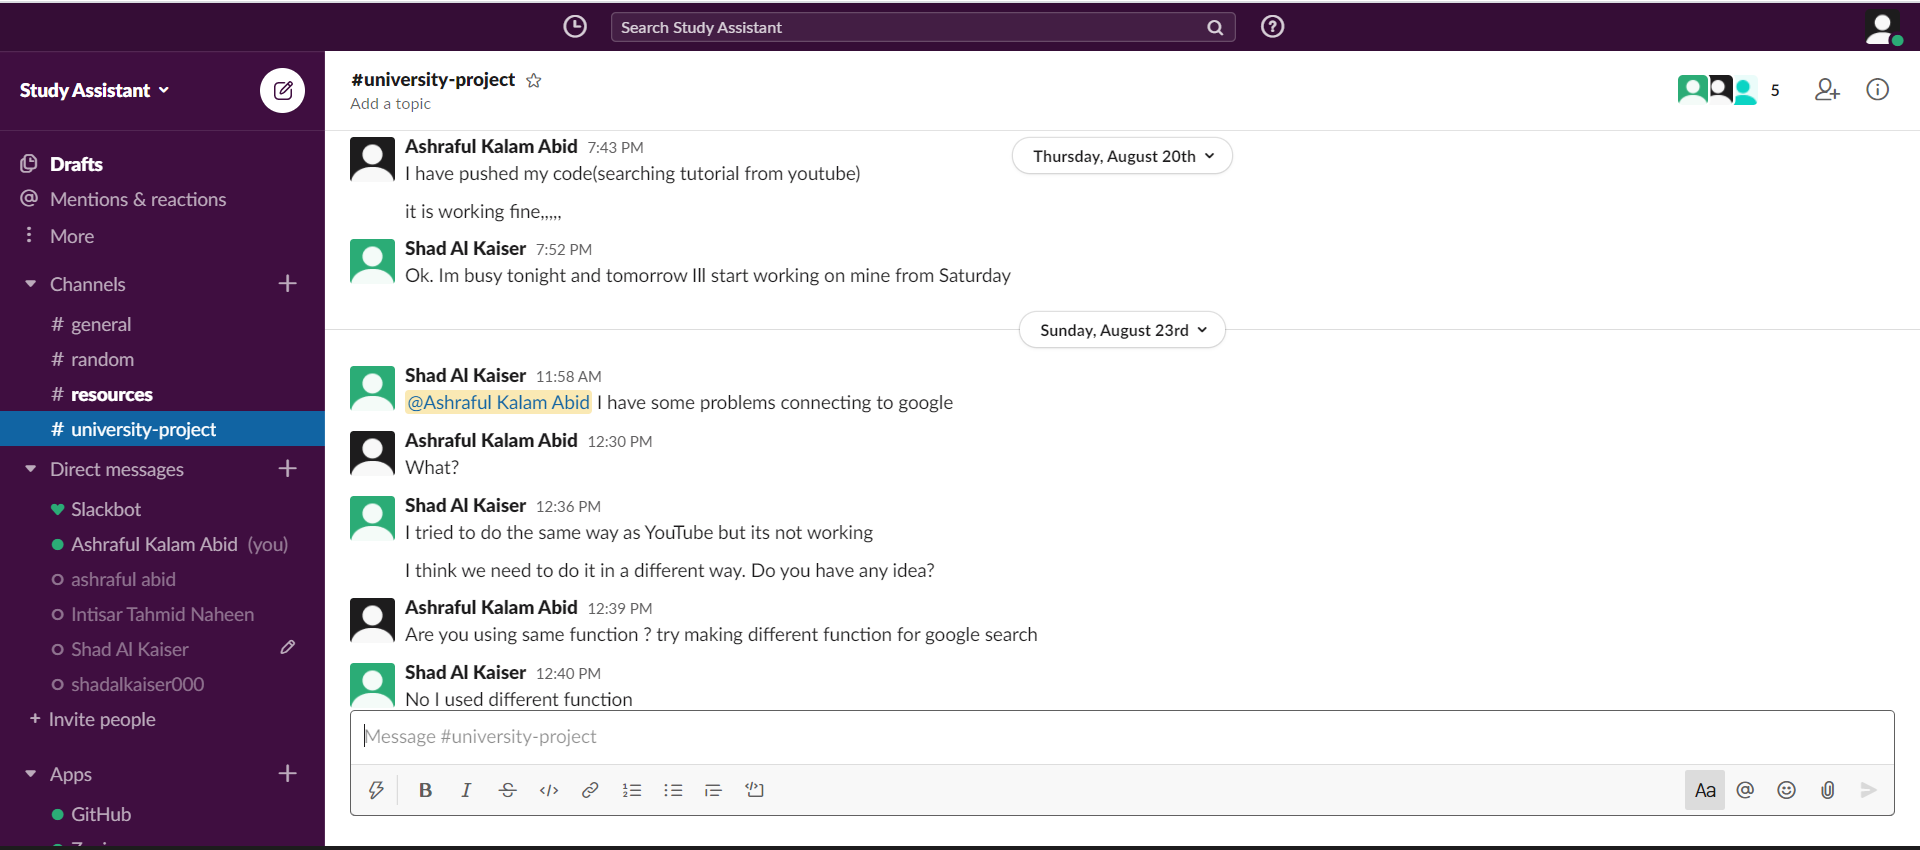 Search Study Assistant
Study Assistant
Drafts
Mentions & reactions
More
Channels
# general
# random
# resources
# university-project
Direct messages
Slackbot
Ashraful Kalam Abid (you)
ashraful abid
Intisar Tahmid Naheen
Shad Al Kaiser
shadalkaiser000
+ Invite people
Apps
GitHub
#university-project
Add a topic
5
Thursday, August 20th
Ashraful Kalam Abid 7:43 PM
I have pushed my code(searching tutorial from youtube)
it is working fine,,,,,
Shad Al Kaiser 7:52 PM
Ok. Im busy tonight and tomorrow Ill start working on mine from Saturday
Sunday, August 23rd
Shad Al Kaiser 11:58 AM
@Ashraful Kalam Abid I have some problems connecting to google
Ashraful Kalam Abid 12:30 PM
What?
Shad Al Kaiser 12:36 PM
I tried to do the same way as YouTube but its not working
I think we need to do it in a different way. Do you have any idea?
Ashraful Kalam Abid 12:39 PM
Are you using same function ? try making different function for google search
Shad Al Kaiser 12:40 PM
No I used different function
Message #university-project
B I S </> Aa @